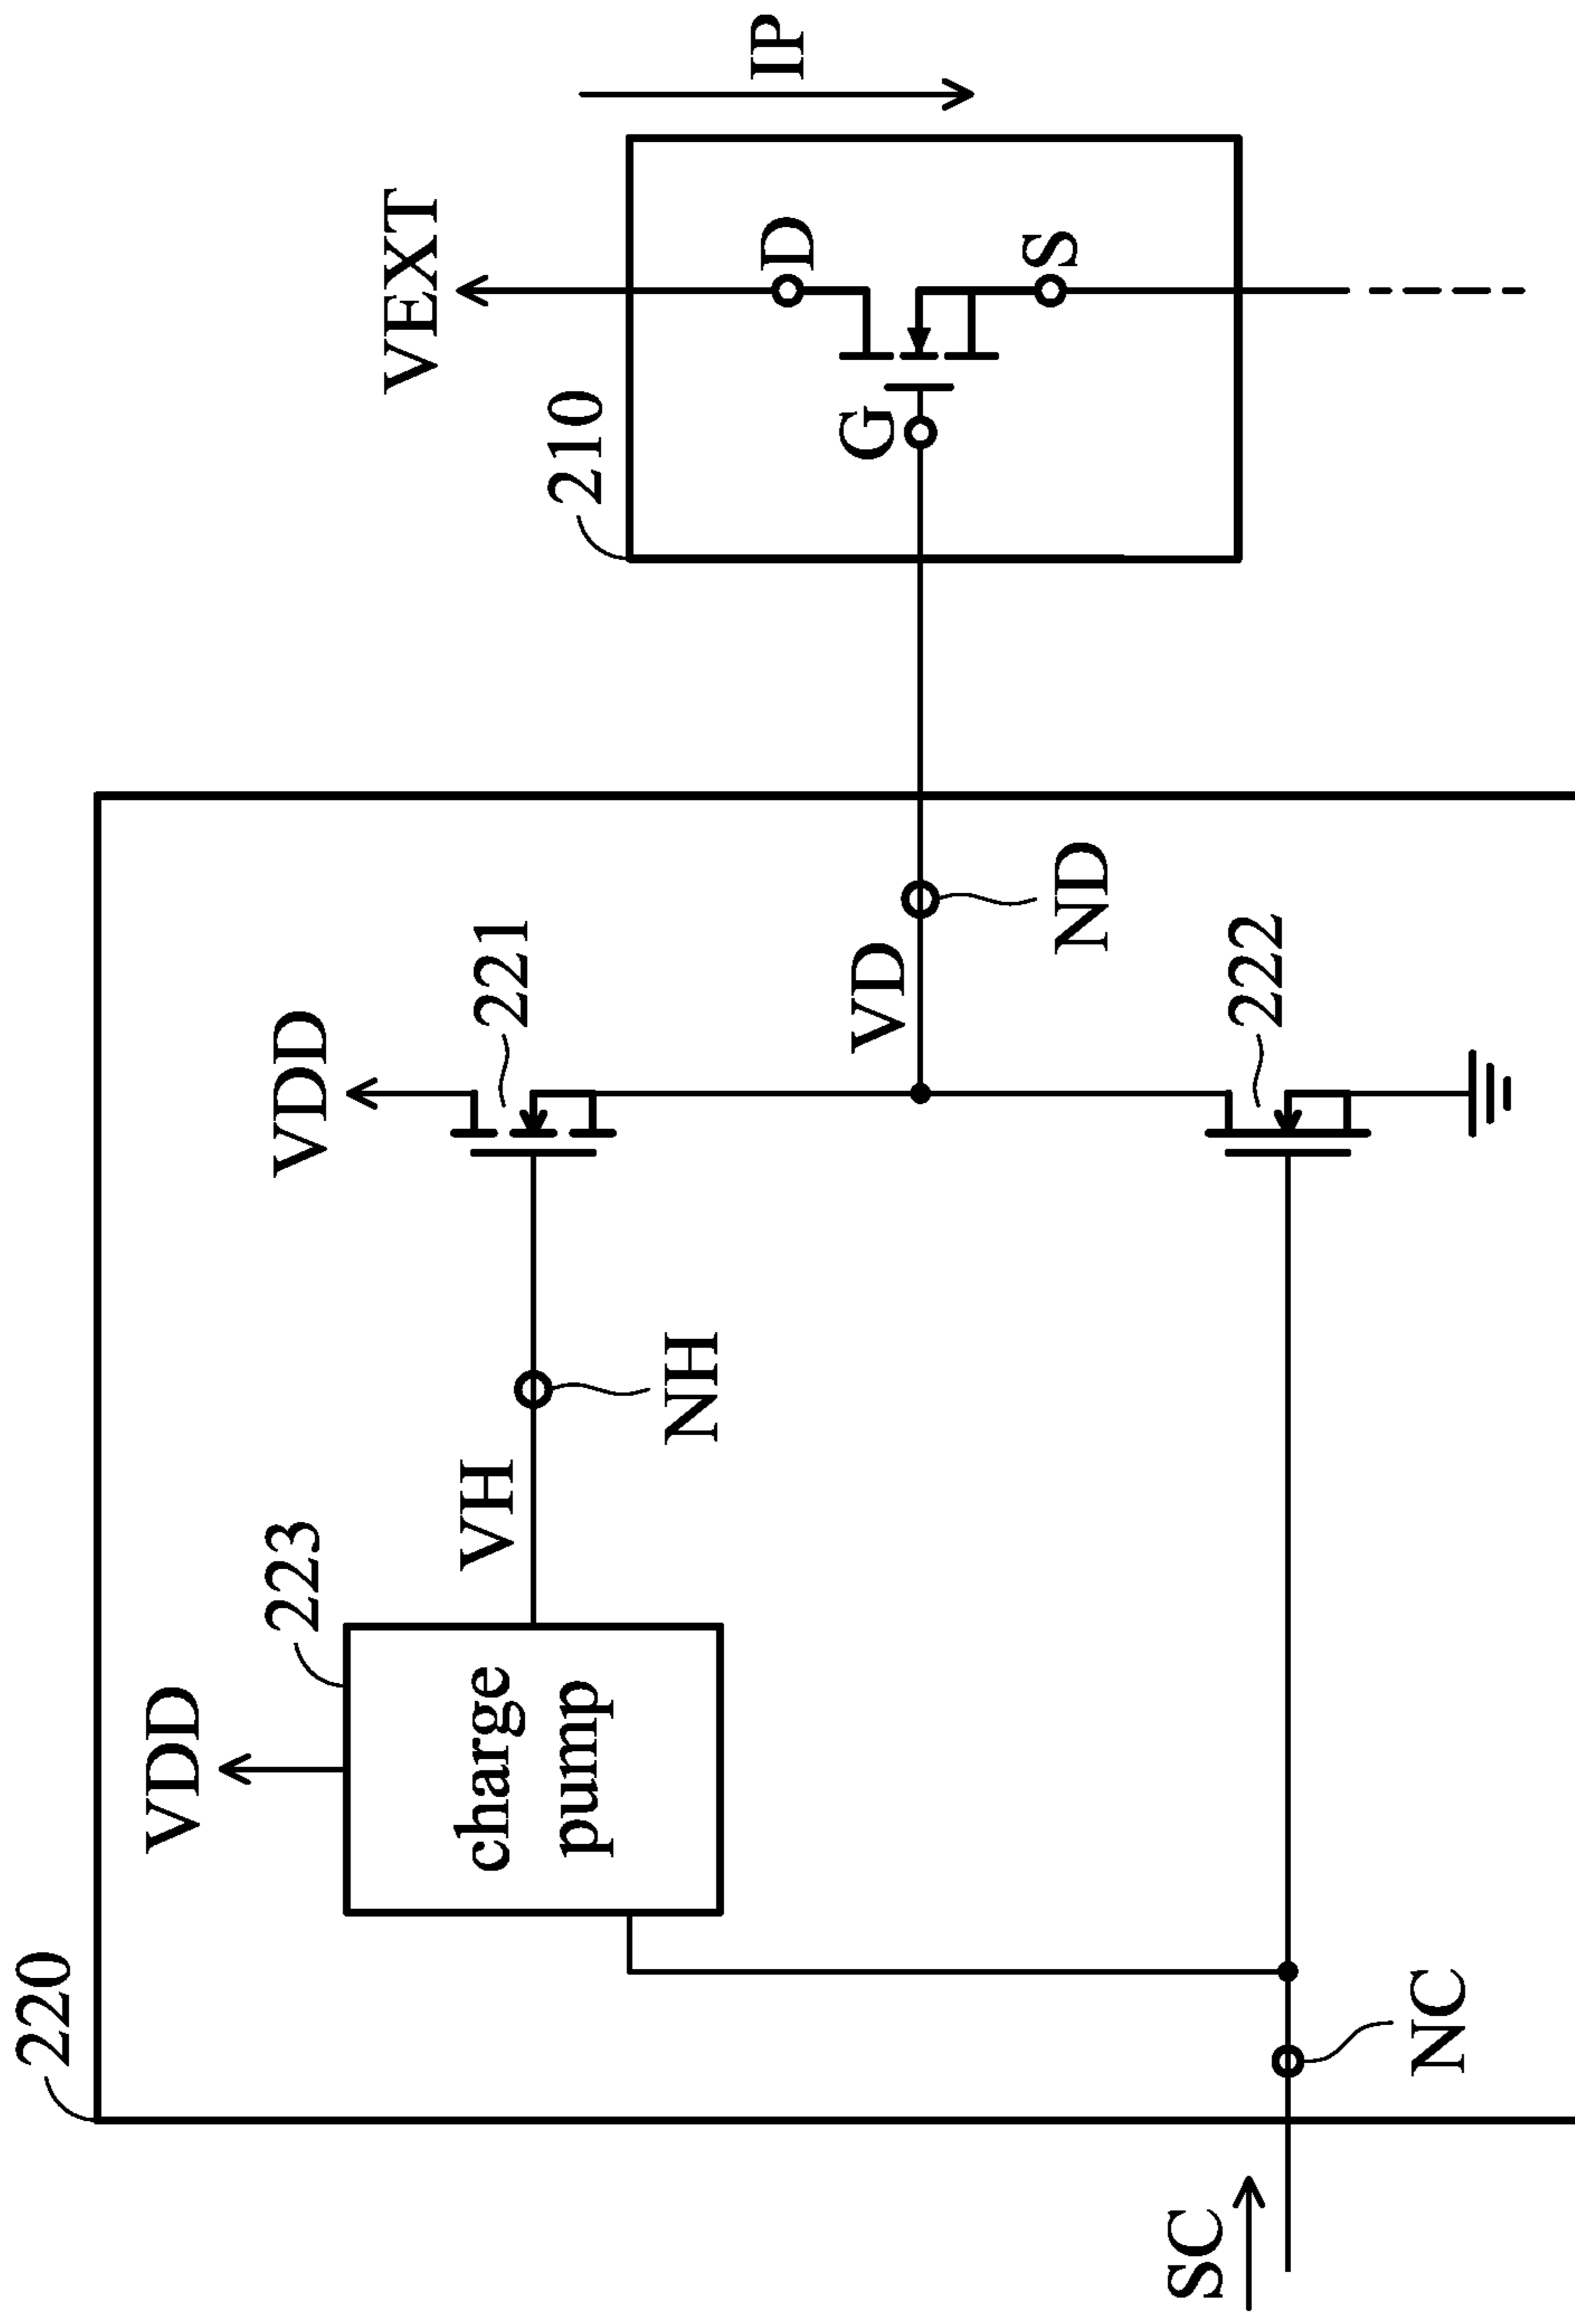 220
VDD
223
charge
pump
VH
NH
VDD
221
VD
ND
222
SC
NC
VEXT
210
G
D
S
IP